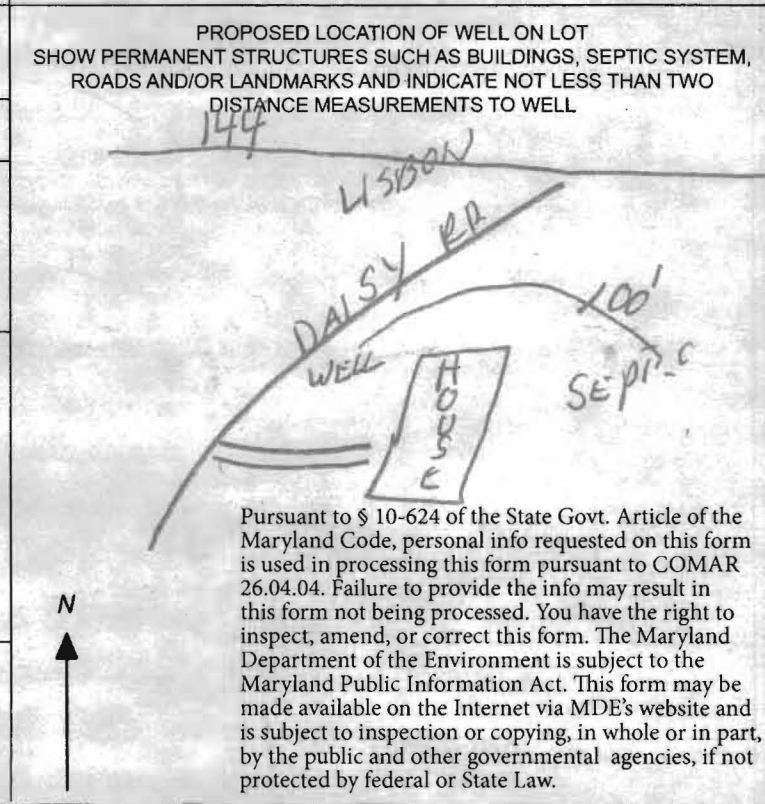 PROPOSED LOCATION OF WELL ON LOT
SHOW PERMANENT STRUCTURES SUCH AS BUILDINGS, SEPTIC SYSTEM,
ROADS AND/OR LANDMARKS AND INDICATE NOT LESS THAN TWO
DISTANCE MEASUREMENTS TO WELL
144
LISBON
DAISY RD
100'
WELL
HOUSE
SEPTIC
Pursuant to § 10-624 of the State Govt. Article of the
Maryland Code, personal info requested on this form
is used in processing this form pursuant to COMAR
26.04.04. Failure to provide the info may result in
this form not being processed. You have the right to
inspect, amend, or correct this form. The Maryland
Department of the Environment is subject to the
Maryland Public Information Act. This form may be
made available on the Internet via MDE's website and
is subject to inspection or copying, in whole or in part,
by the public and other governmental agencies, if not
protected by federal or State Law.
N